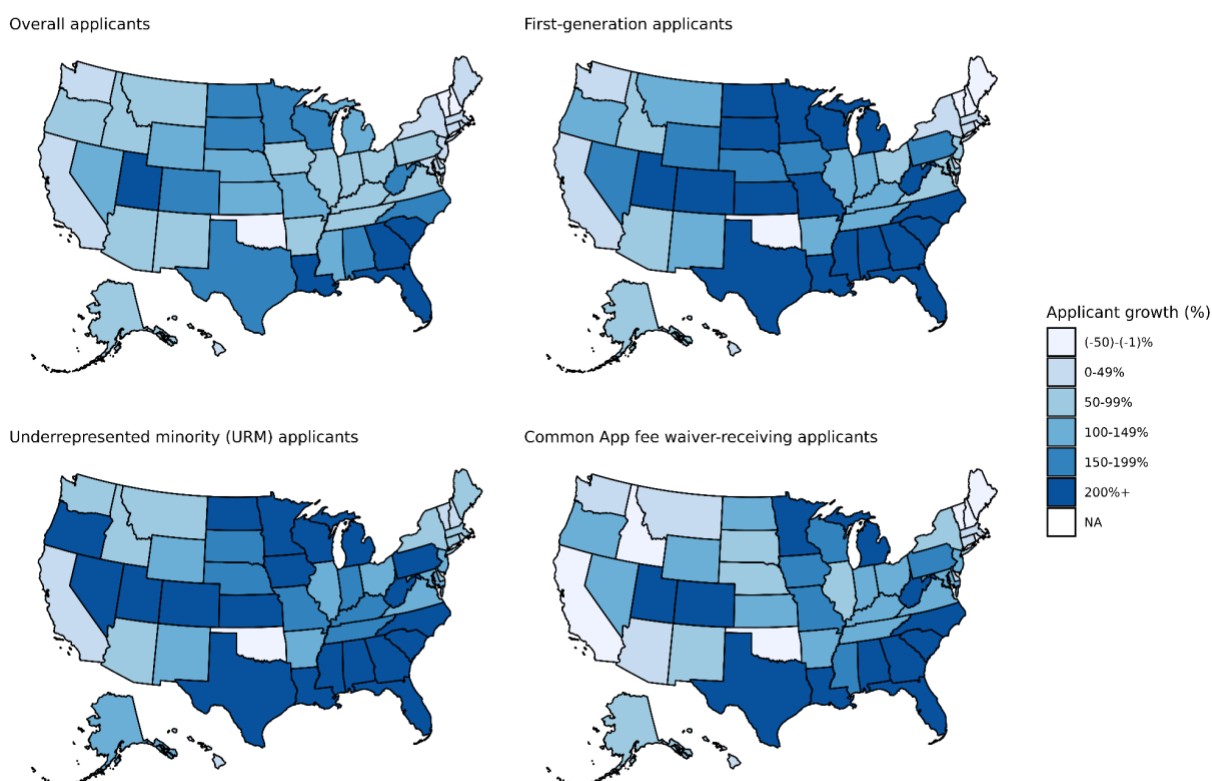 Overall applicants
First-generation applicants
Applicant growth (%)
(-50)-(-1)%
0-49%
50-99%
100-149%
150-199%
200%+
NA
Underrepresented minority (URM) applicants
Common App fee waiver-receiving applicants